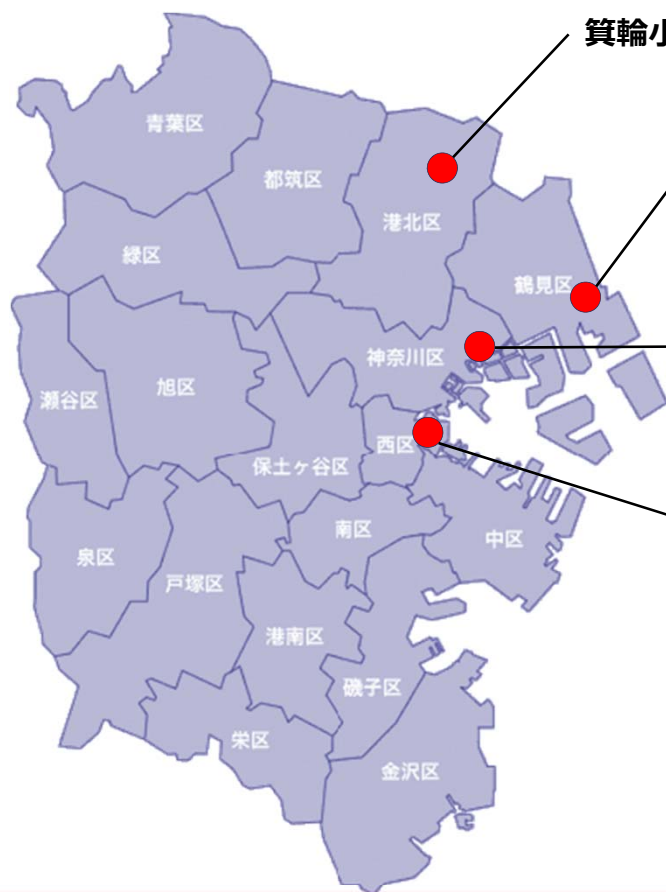 箕輪小
青葉区
都筑区
港北区
緑区
鶴見区
神奈川区
旭区
瀬谷区
西区
保土ヶ谷区
南区
中区
泉区
戸塚区
港南区
磯子区
栄区
金沢区